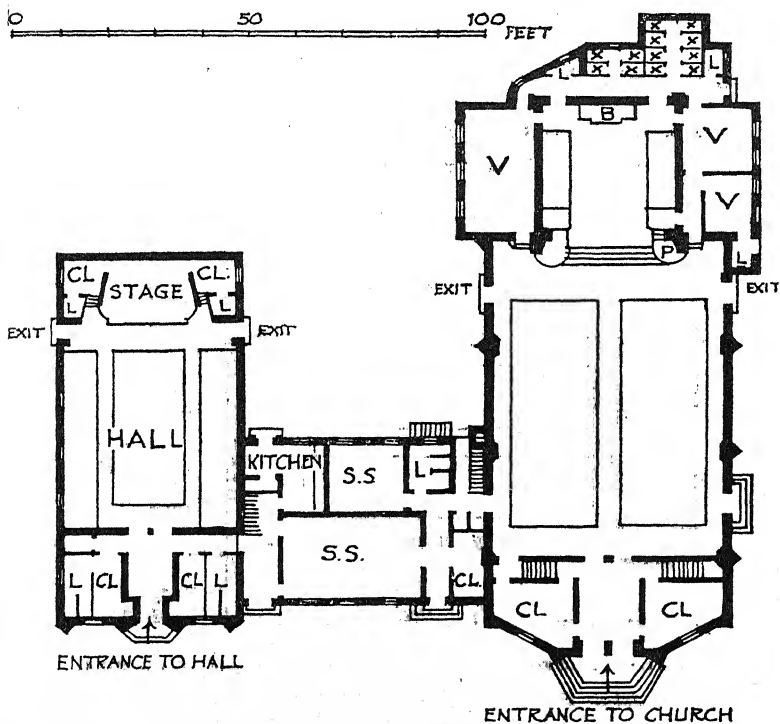 0 50 100 FEET
L L
B
V V
V
P L
CL CL.
STAGE
L L
EXIT EXIT
EXIT EXIT
HALL
KITCHEN S.S. L
S.S.
L CL CL L
CL.
CL CL
ENTRANCE TO HALL
ENTRANCE TO CHURCH